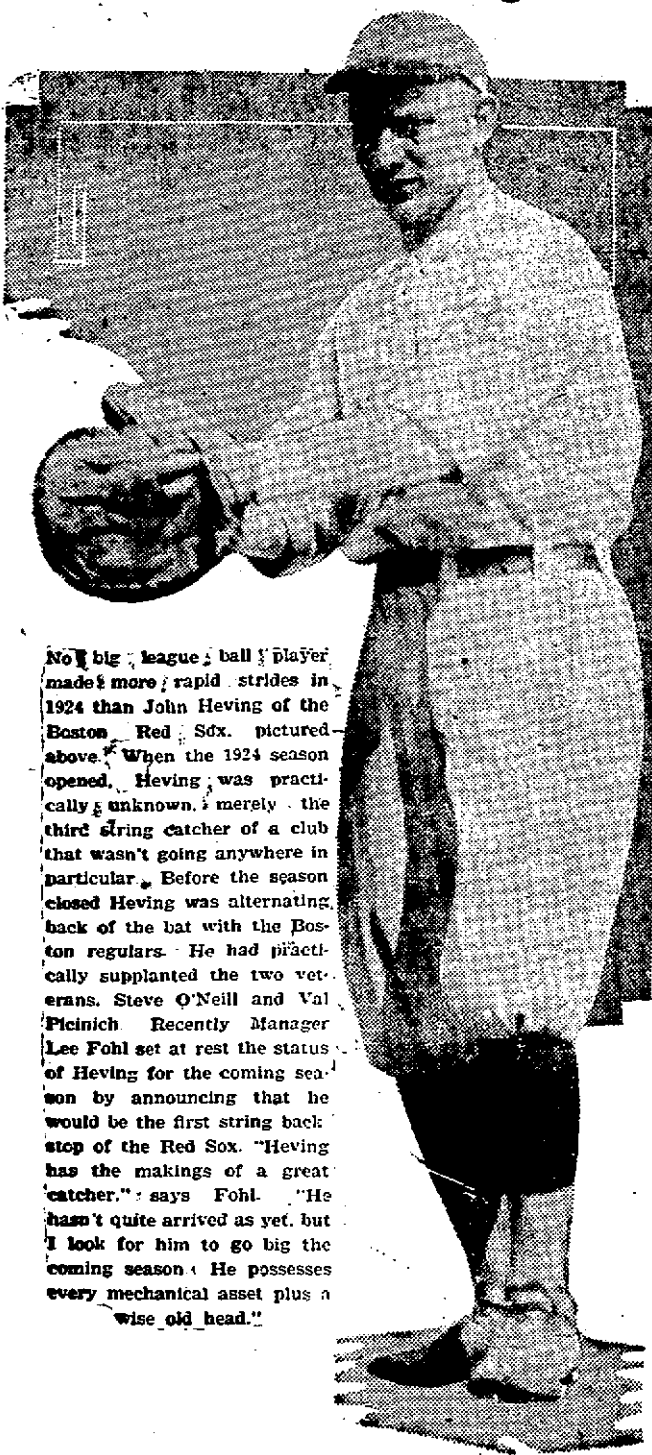 No big league ball player
made more rapid strides in
1924 than John Heving of the
Boston Red Sox. pictured
above. When the 1924 season
opened, Heving was practi-
cally unknown, merely the
third string catcher of a club
that wasn't going anywhere in
particular. Before the season
closed Heving was alternating
back of the bat with the Bos-
ton regulars. He had practi-
cally supplanted the two vet-
erans, Steve O'Neill and Val
Picinich. Recently Manager
Lee Fohl set at rest the status
of Heving for the coming sea-
son by announcing that he
would be the first string back
stop of the Red Sox. "Heving
has the makings of a great
catcher." says Fohl. "He
hasn't quite arrived as yet, but
I look for him to go big the
coming season. He possesses
every mechanical asset plus a
wise old head."